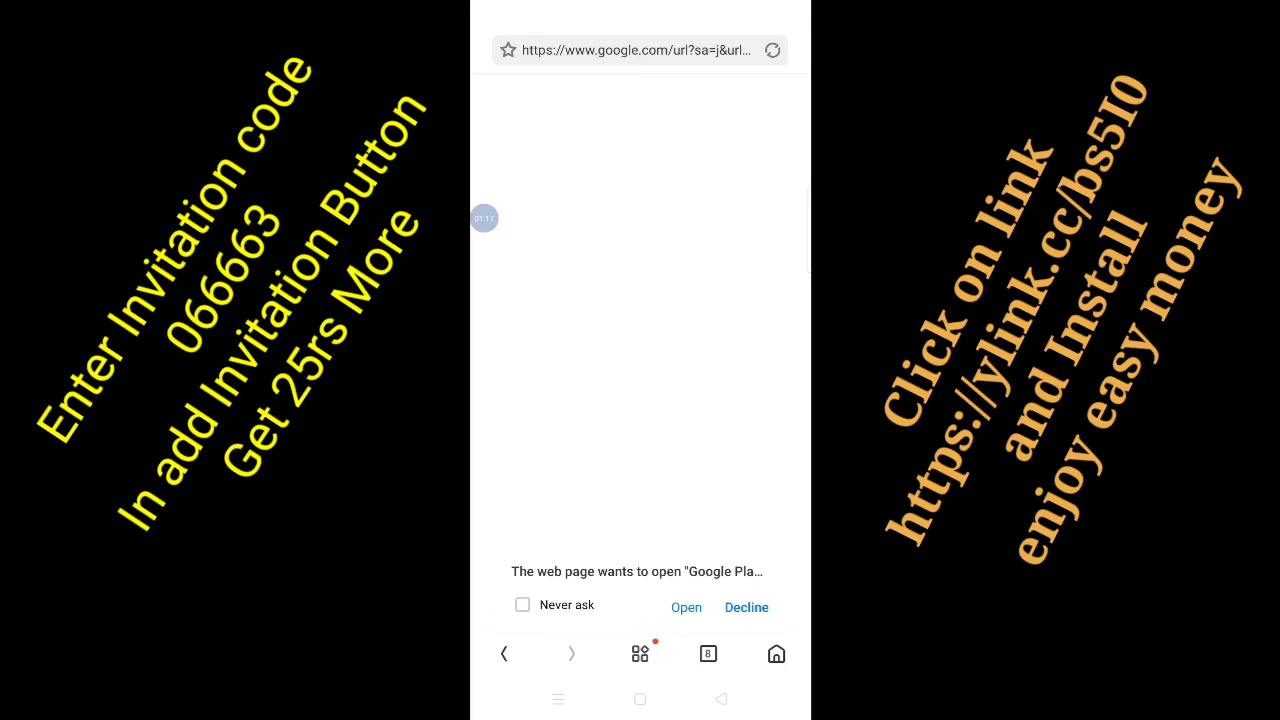 Enter Invitation code
066663
In add Invitation Button
Get 25rs More
https://www.google.com/url?sa=j&url...
01:17
The web page wants to open "Google Pla...
Never ask
Open
Decline
8
Click on link
https://ylink.cc/bs5I0
and Install
enjoy easy money